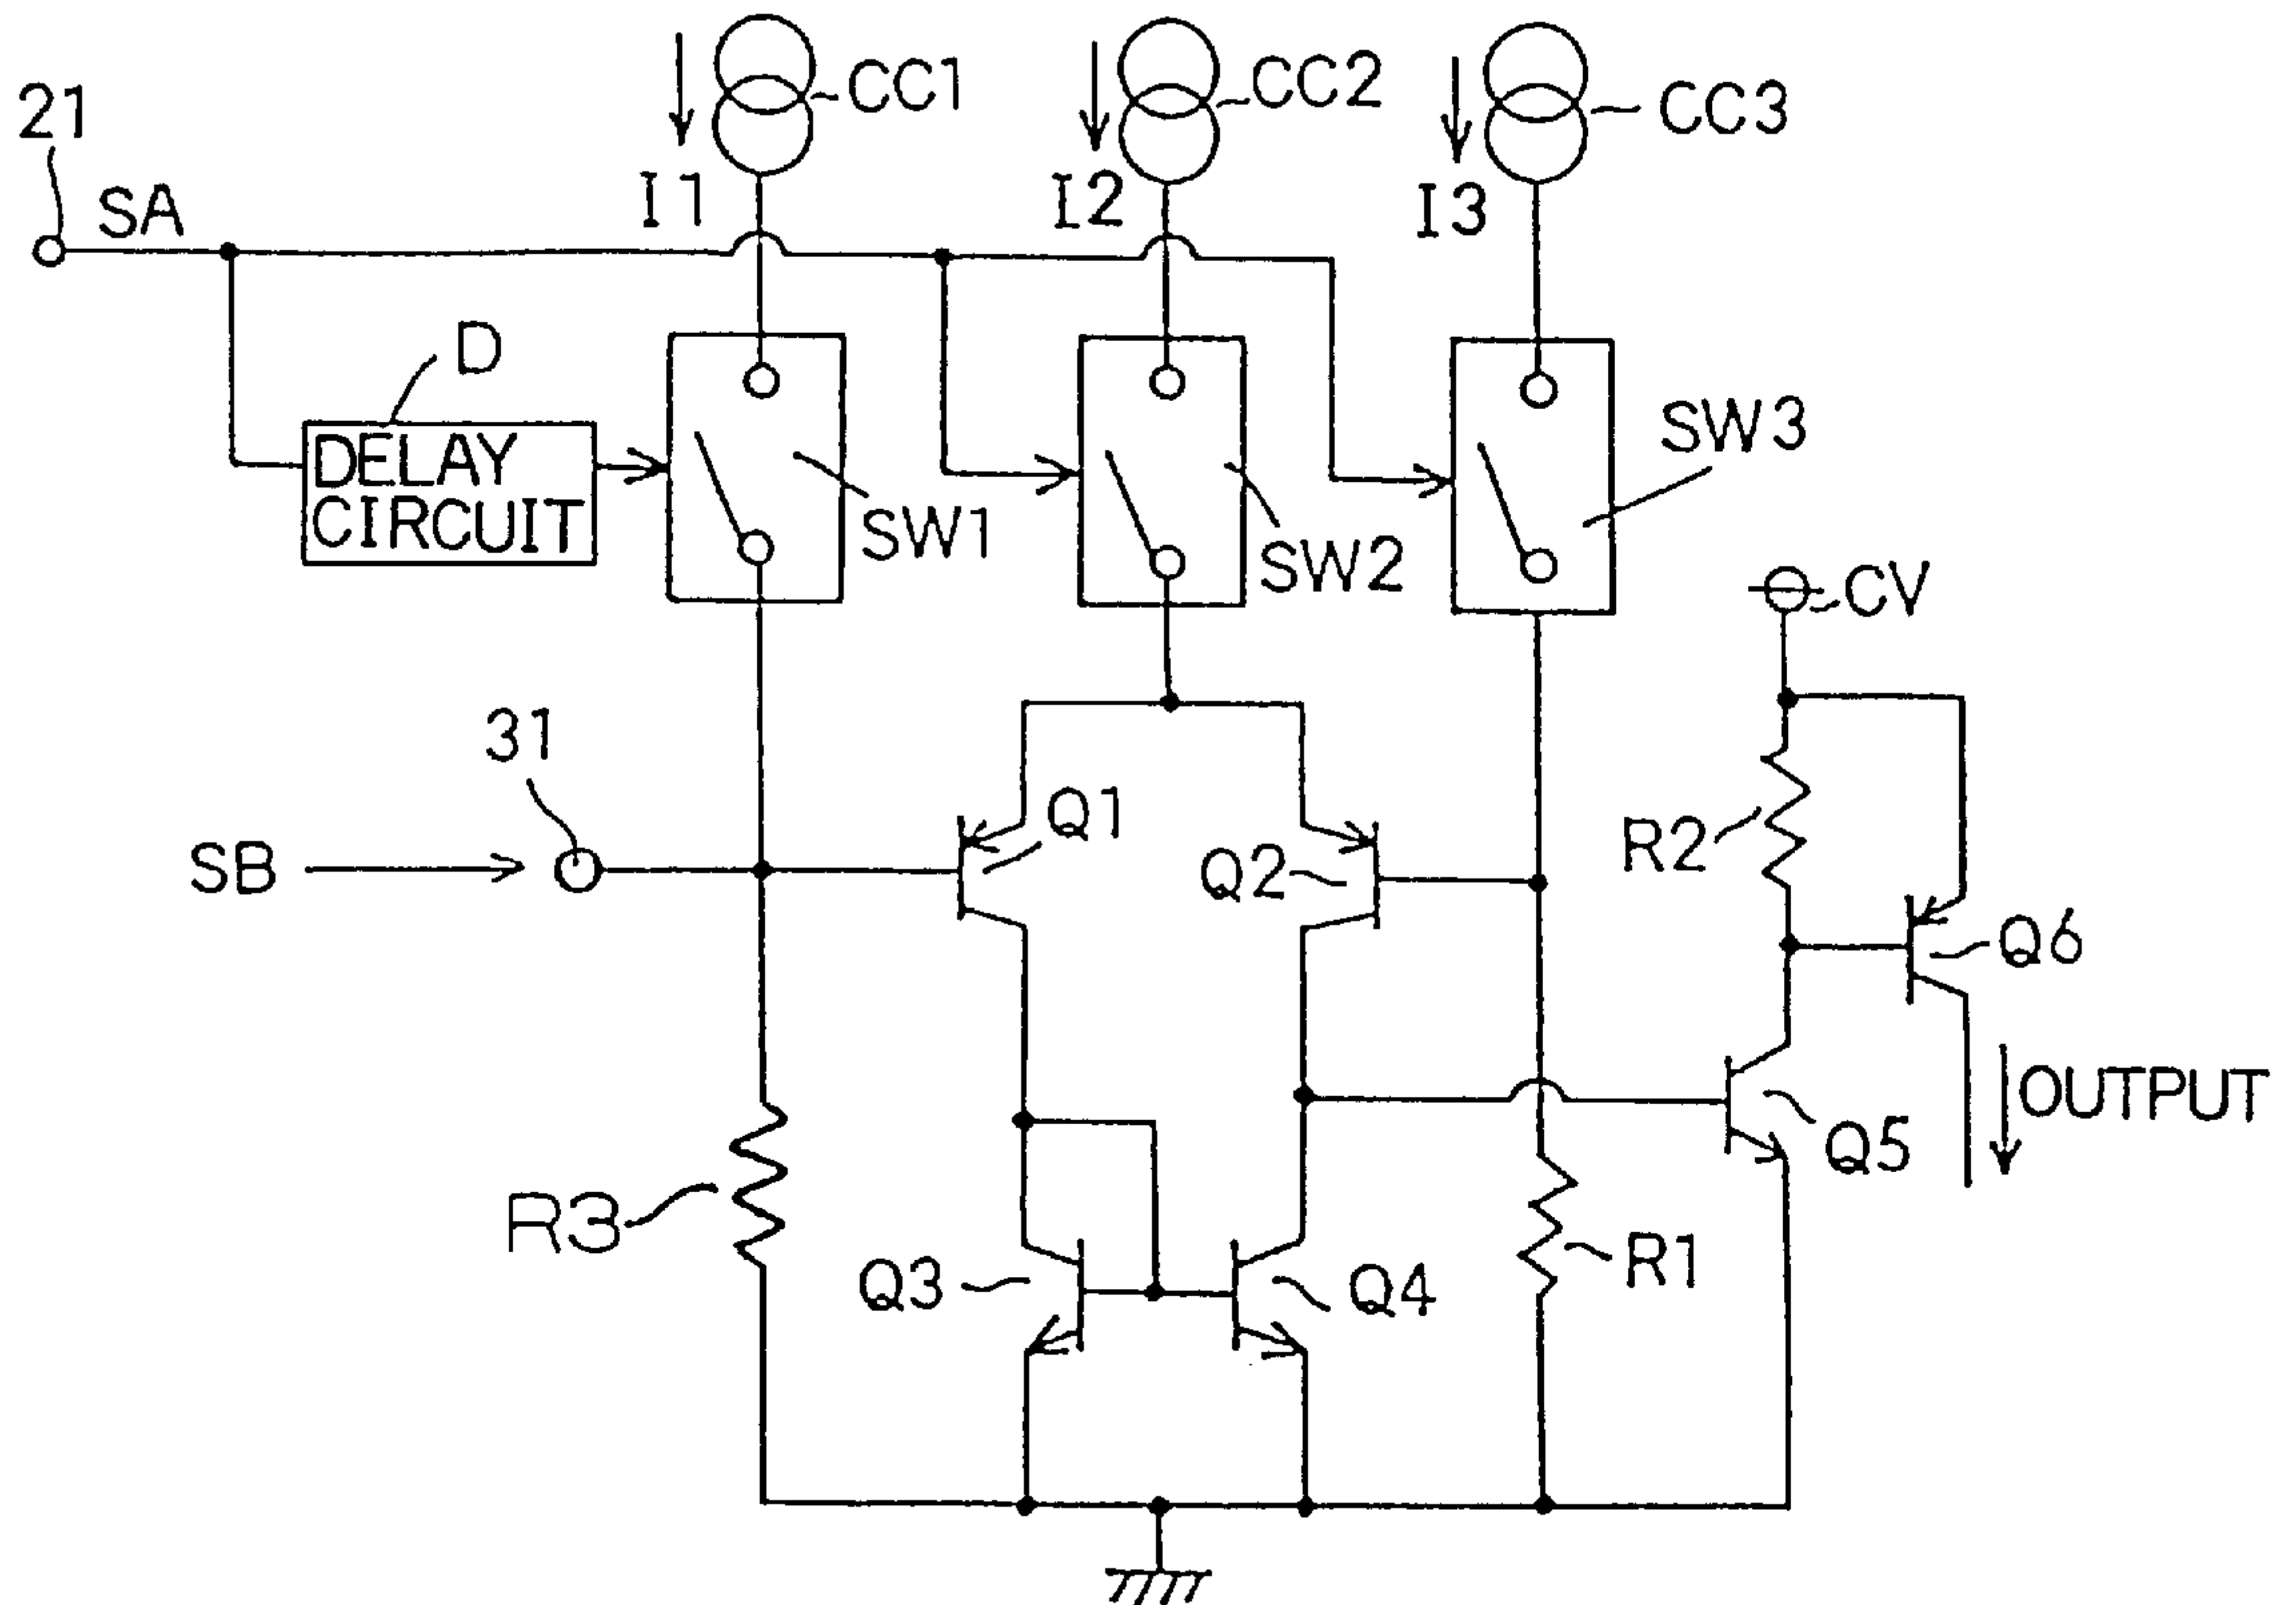 CC1
CC2
CC3
21
SA
I1
I2
I3
D
DELAY
CIRCUIT
SW1
SW2
SW3
CV
31
SB
Q1
Q2
R2
Q6
OUTPUT
Q5
R3
Q3
Q4
R1